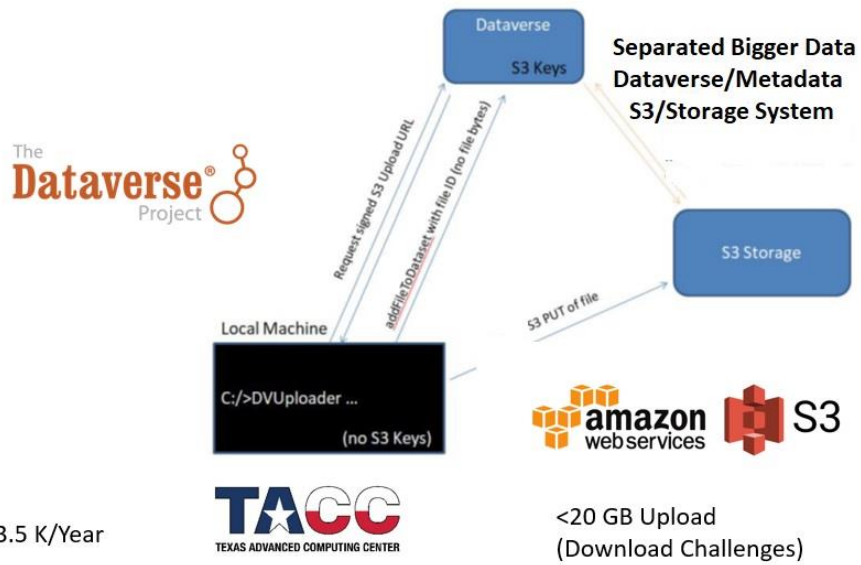 Dataverse
S3 Keys
Separated Bigger Data
Dataverse/Metadata
S3/Storage System
The
Dataverse®
Project
Request signed S3 Upload URL
addFileToDataset with file ID (no file bytes)
S3 Storage
S3 PUT of file
Local Machine
C:/>DVUploader ...
(no S3 Keys)
amazon
web services
S3
TACC
TEXAS ADVANCED COMPUTING CENTER
3.5 K/Year
<20 GB Upload
(Download Challenges)